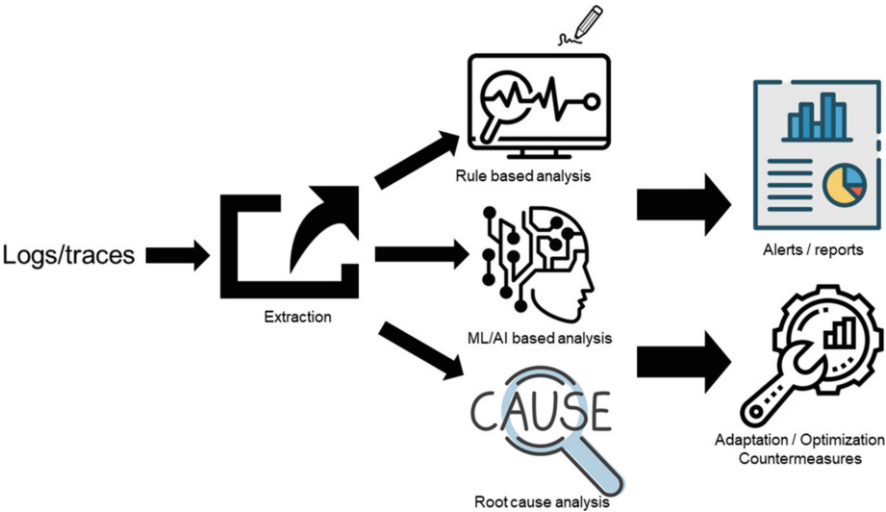 Logs/traces
Extraction
Rule based analysis
ML/AI based analysis
CAUSE
Root cause analysis
Alerts / reports
Adaptation / Optimization
Countermeasures